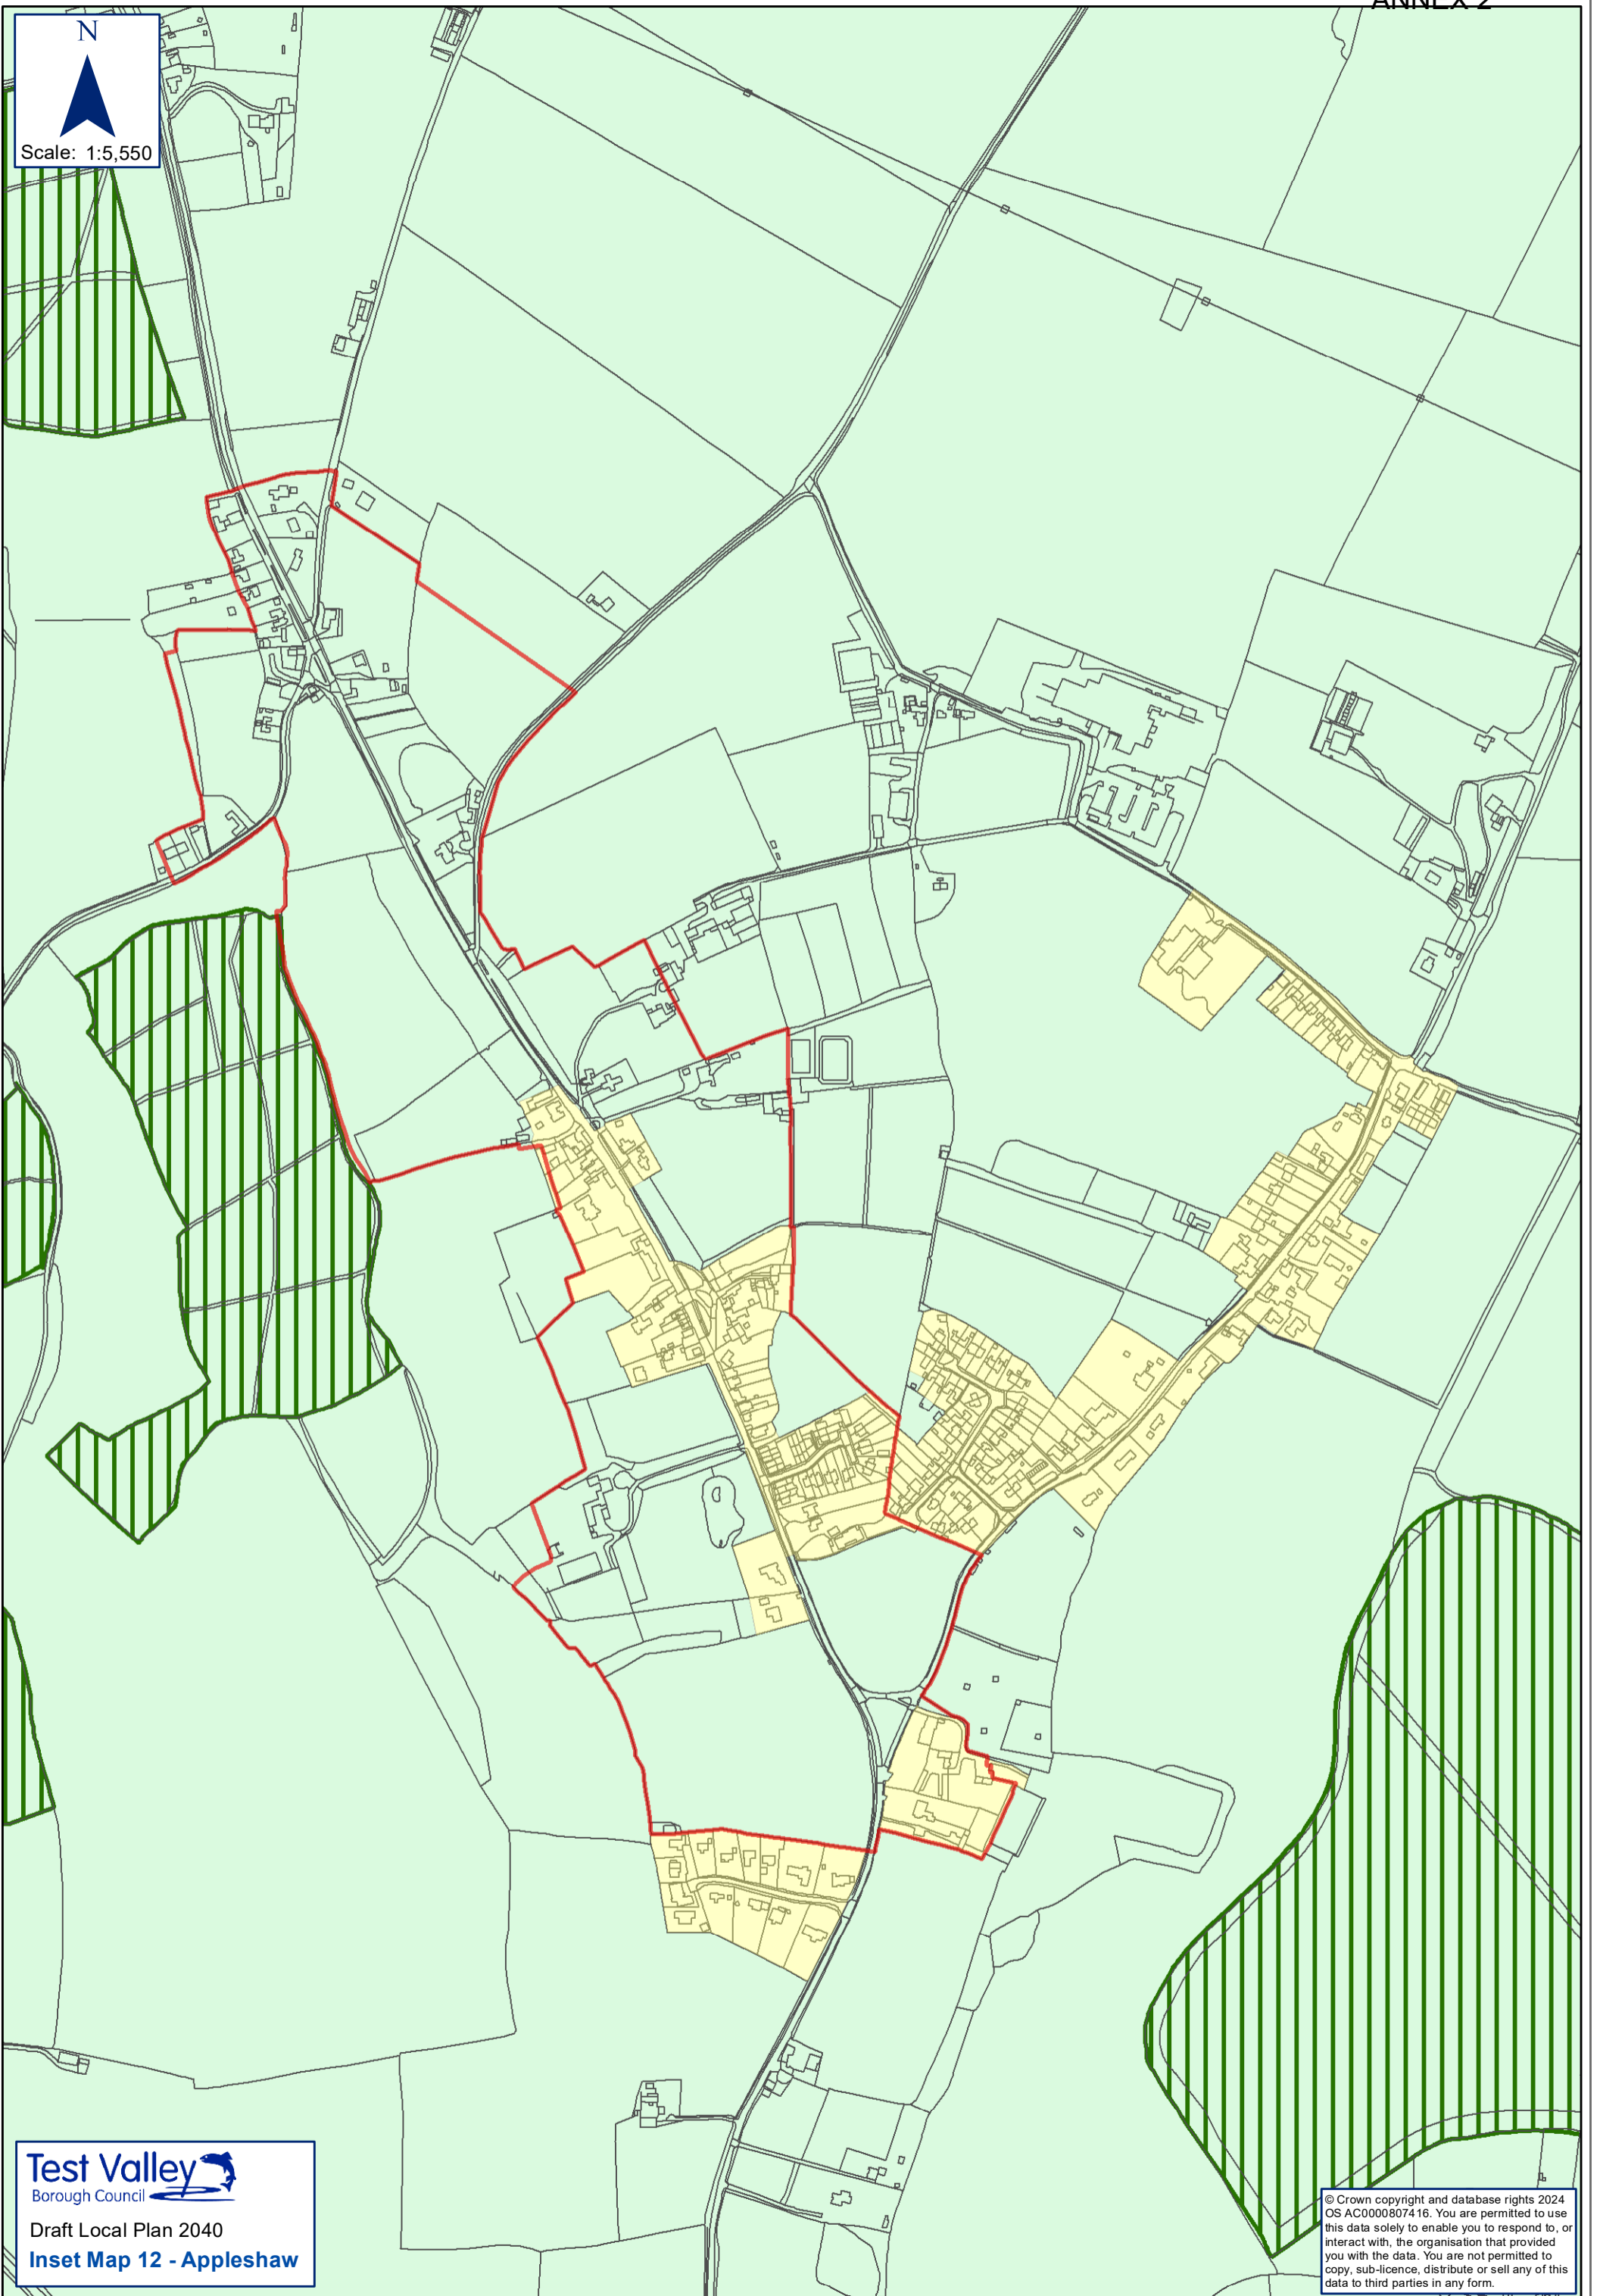 ANNEX 2
N
Scale: 1:5,550
Test Valley
Borough Council
Draft Local Plan 2040
Inset Map 12 - Appleshaw
© Crown copyright and database rights 2024
OS AC0000807416. You are permitted to use
this data solely to enable you to respond to, or
interact with, the organisation that provided
you with the data. You are not permitted to
copy, sub-licence, distribute or sell any of this
data to third parties in any form.